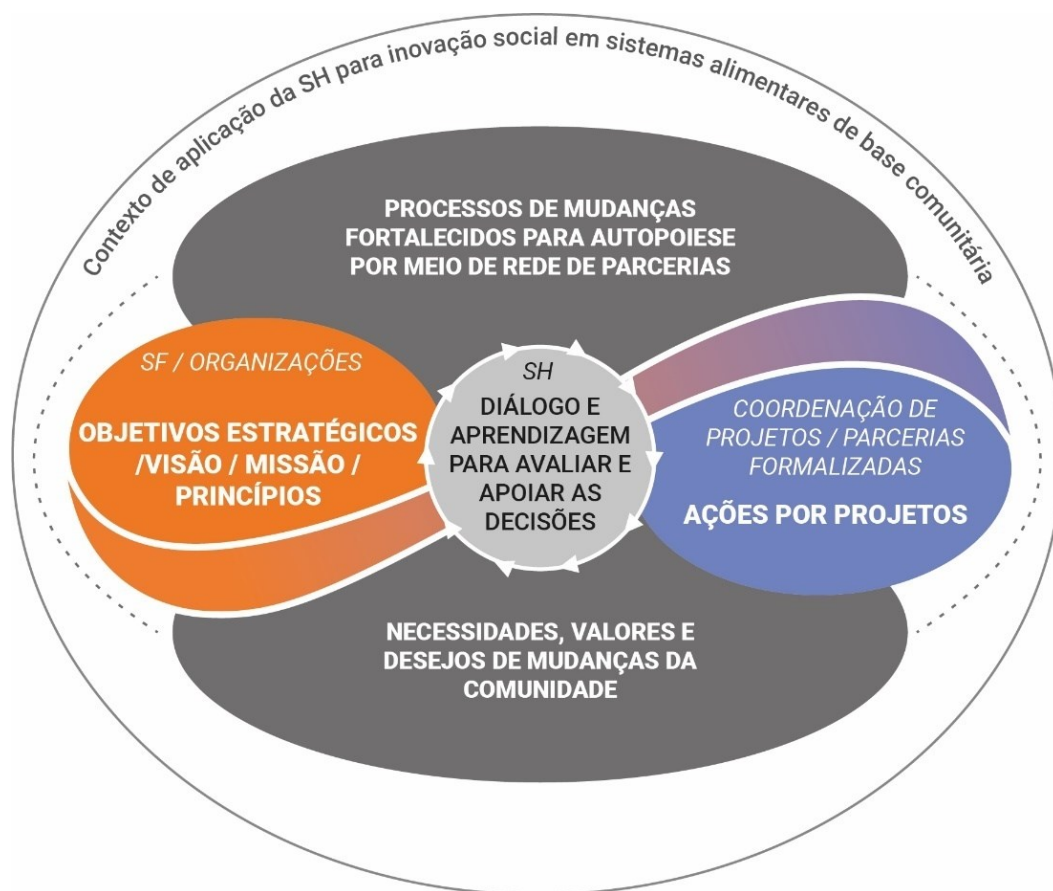 Contexto de aplicação da SH para inovação social em sistemas alimentares de base comunitária
PROCESSOS DE MUDANÇAS
FORTALECIDOS PARA AUTOPOIESE
POR MEIO DE REDE DE PARCERIAS
SF / ORGANIZAÇÕES
OBJETIVOS ESTRATÉGICOS
/VISÃO / MISSÃO /
PRINCÍPIOS
SH
DIÁLOGO E
APRENDIZAGEM
PARA AVALIAR E
APOIAR AS
DECISÕES
COORDENAÇÃO DE
PROJETOS / PARCERIAS
FORMALIZADAS
AÇÕES POR PROJETOS
NECESSIDADES, VALORES E
DESEJOS DE MUDANÇAS DA
COMUNIDADE